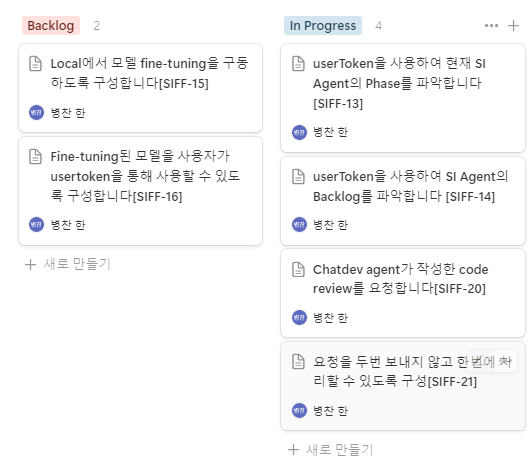 Backlog 2
Local에서 모델 fine-tuning을 구동
하도록 구성합니다[SIFF-15]
병찬 한
Fine-tuning된 모델을 사용자가
usertoken을 통해 사용할 수 있도
록 구성합니다[SIFF-16]
병찬 한
+ 새로 만들기
In Progress 4
userToken을 사용하여 현재 SI
Agent의 Phase를 파악합니다
[SIFF-13]
병찬 한
userToken을 사용하여 SI Agent의
Backlog를 파악합니다 [SIFF-14]
병찬 한
Chatdev agent가 작성한 code
review를 요청합니다[SIFF-20]
병찬 한
요청을 두번 보내지 않고 한번에 처
리할 수 있도록 구성[SIFF-21]
병찬 한
+ 새로 만들기